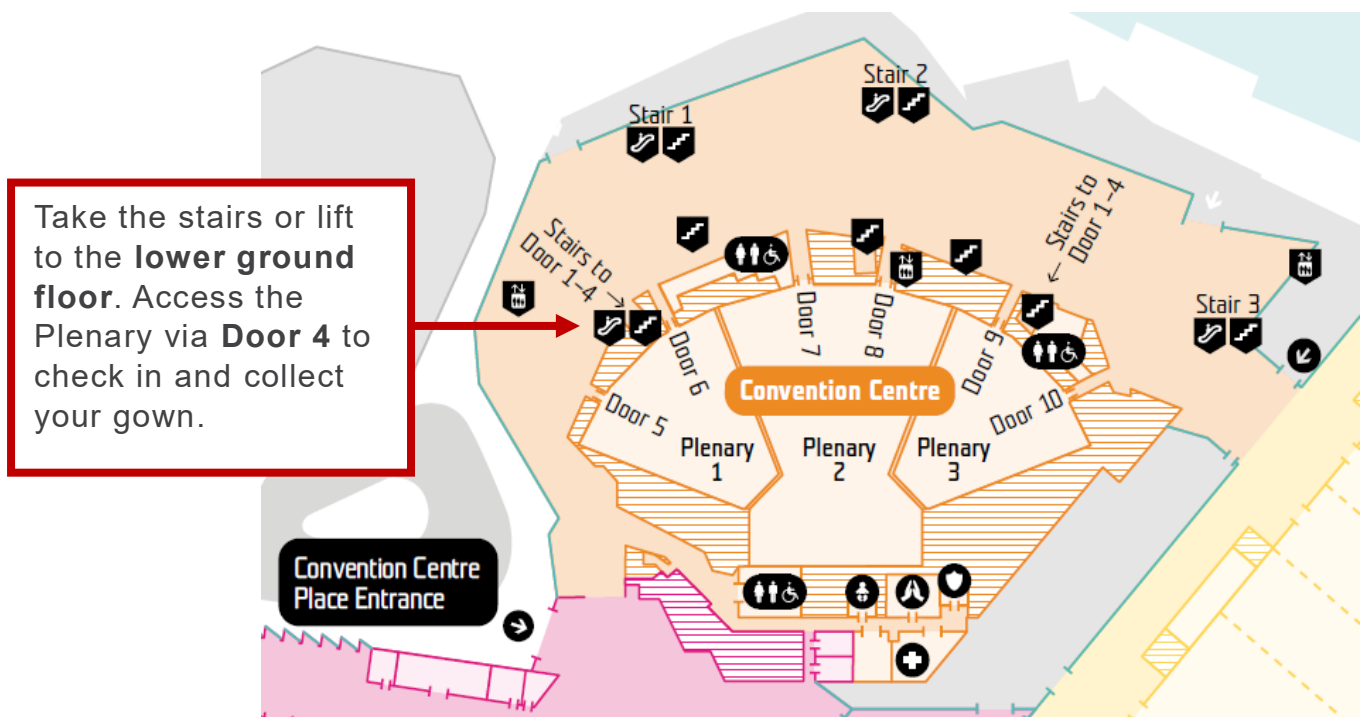 Stair 2
Stair 1
Take the stairs or lift
to the lower ground
floor. Access the
Plenary via Door 4 to
check in and collect
your gown.
Stairs to →
Door 1-4
← Stairs to
Door 1-4
Stair 3
Door 5
Door 6
Door 7
Door 8
Door 9
Door 10
Convention Centre
Plenary
1
Plenary
2
Plenary
3
Convention Centre
Place Entrance